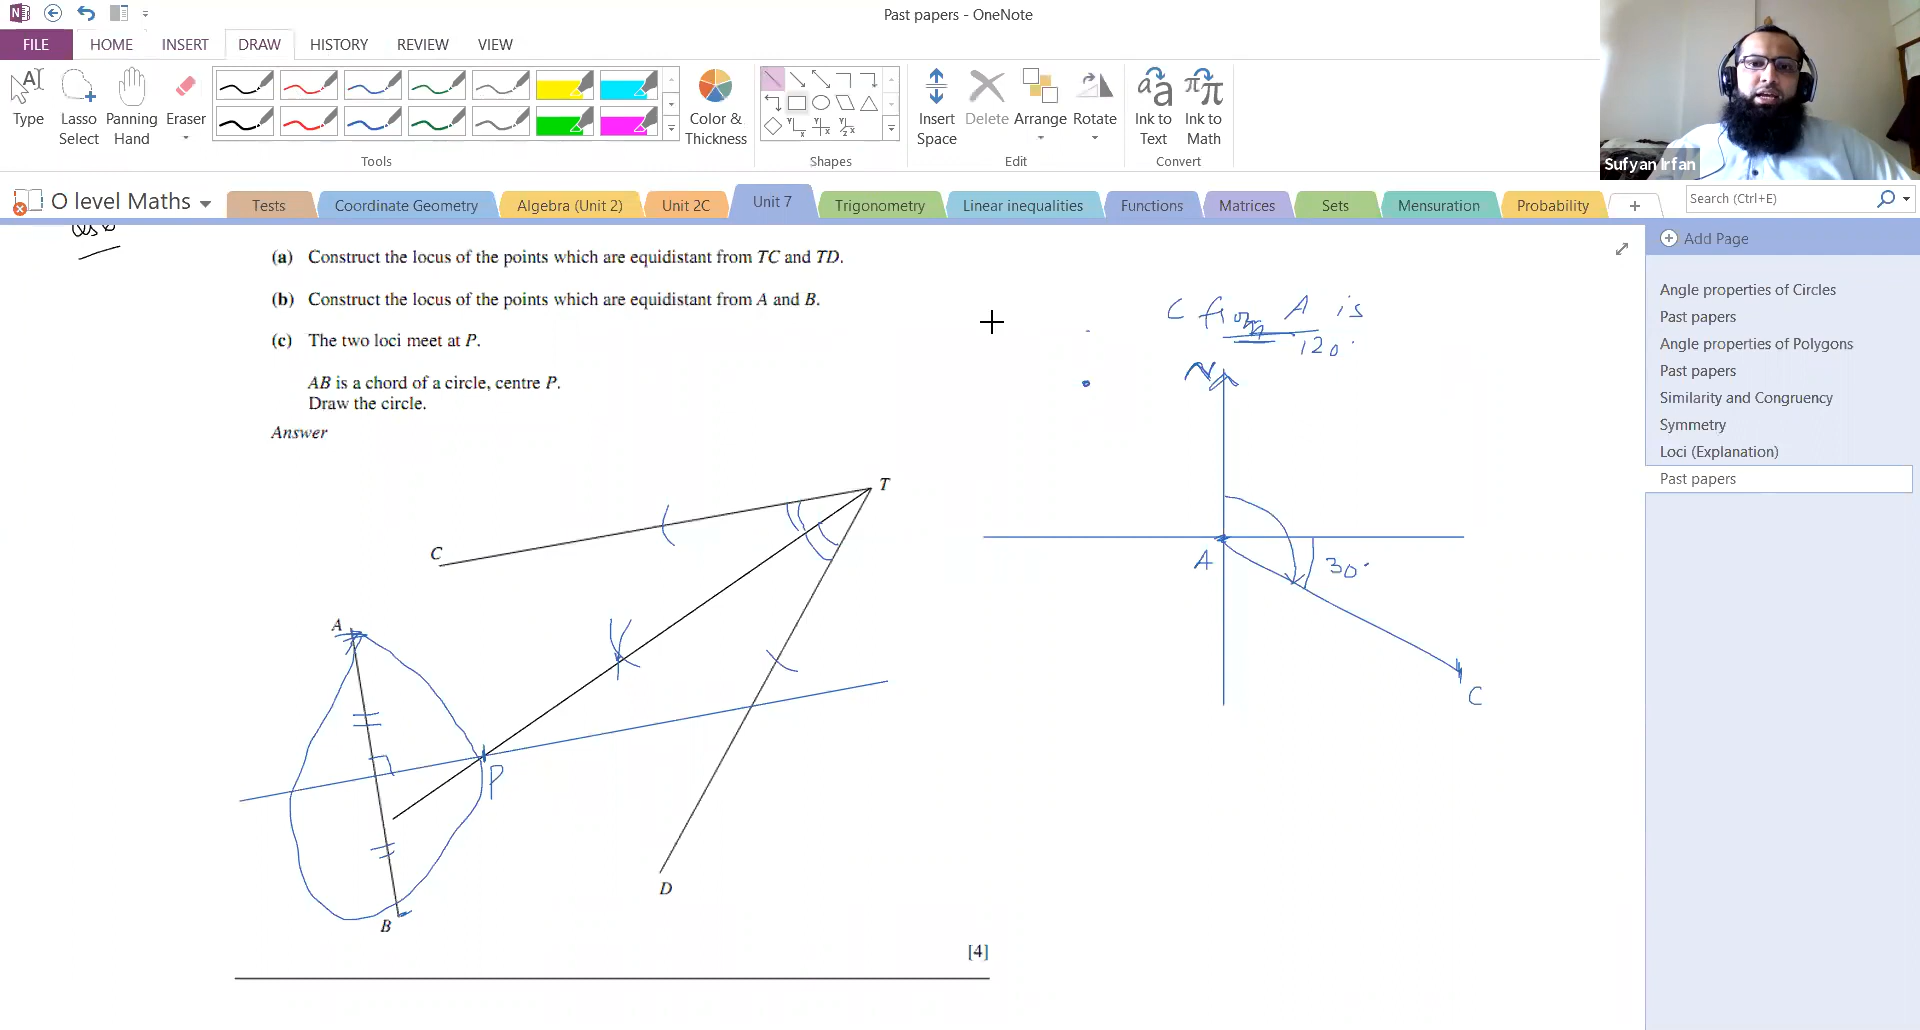 Past papers - OneNote
FILE HOME INSERT DRAW HISTORY REVIEW VIEW
Type
Lasso Select
Panning Hand
Eraser
Color & Thickness
Insert Space
Delete
Arrange
Rotate
Ink to Text
Ink to Math
Tools
Shapes
Edit
Convert
Sufyan Irfan
O level Maths
Tests
Coordinate Geometry
Algebra (Unit 2)
Unit 2C
Unit 7
Trigonometry
Linear inequalities
Functions
Matrices
Sets
Mensuration
Probability
Search (Ctrl+E)
Add Page
Angle properties of Circles
Past papers
Angle properties of Polygons
Past papers
Similarity and Congruency
Symmetry
Loci (Explanation)
Past papers
(a) Construct the locus of the points which are equidistant from TC and TD.
(b) Construct the locus of the points which are equidistant from A and B.
(c) The two loci meet at P.
AB is a chord of a circle, centre P.
Draw the circle.
Answer
T
C
A
P
D
B
[4]
C from A is
120°
N
A
30°
C